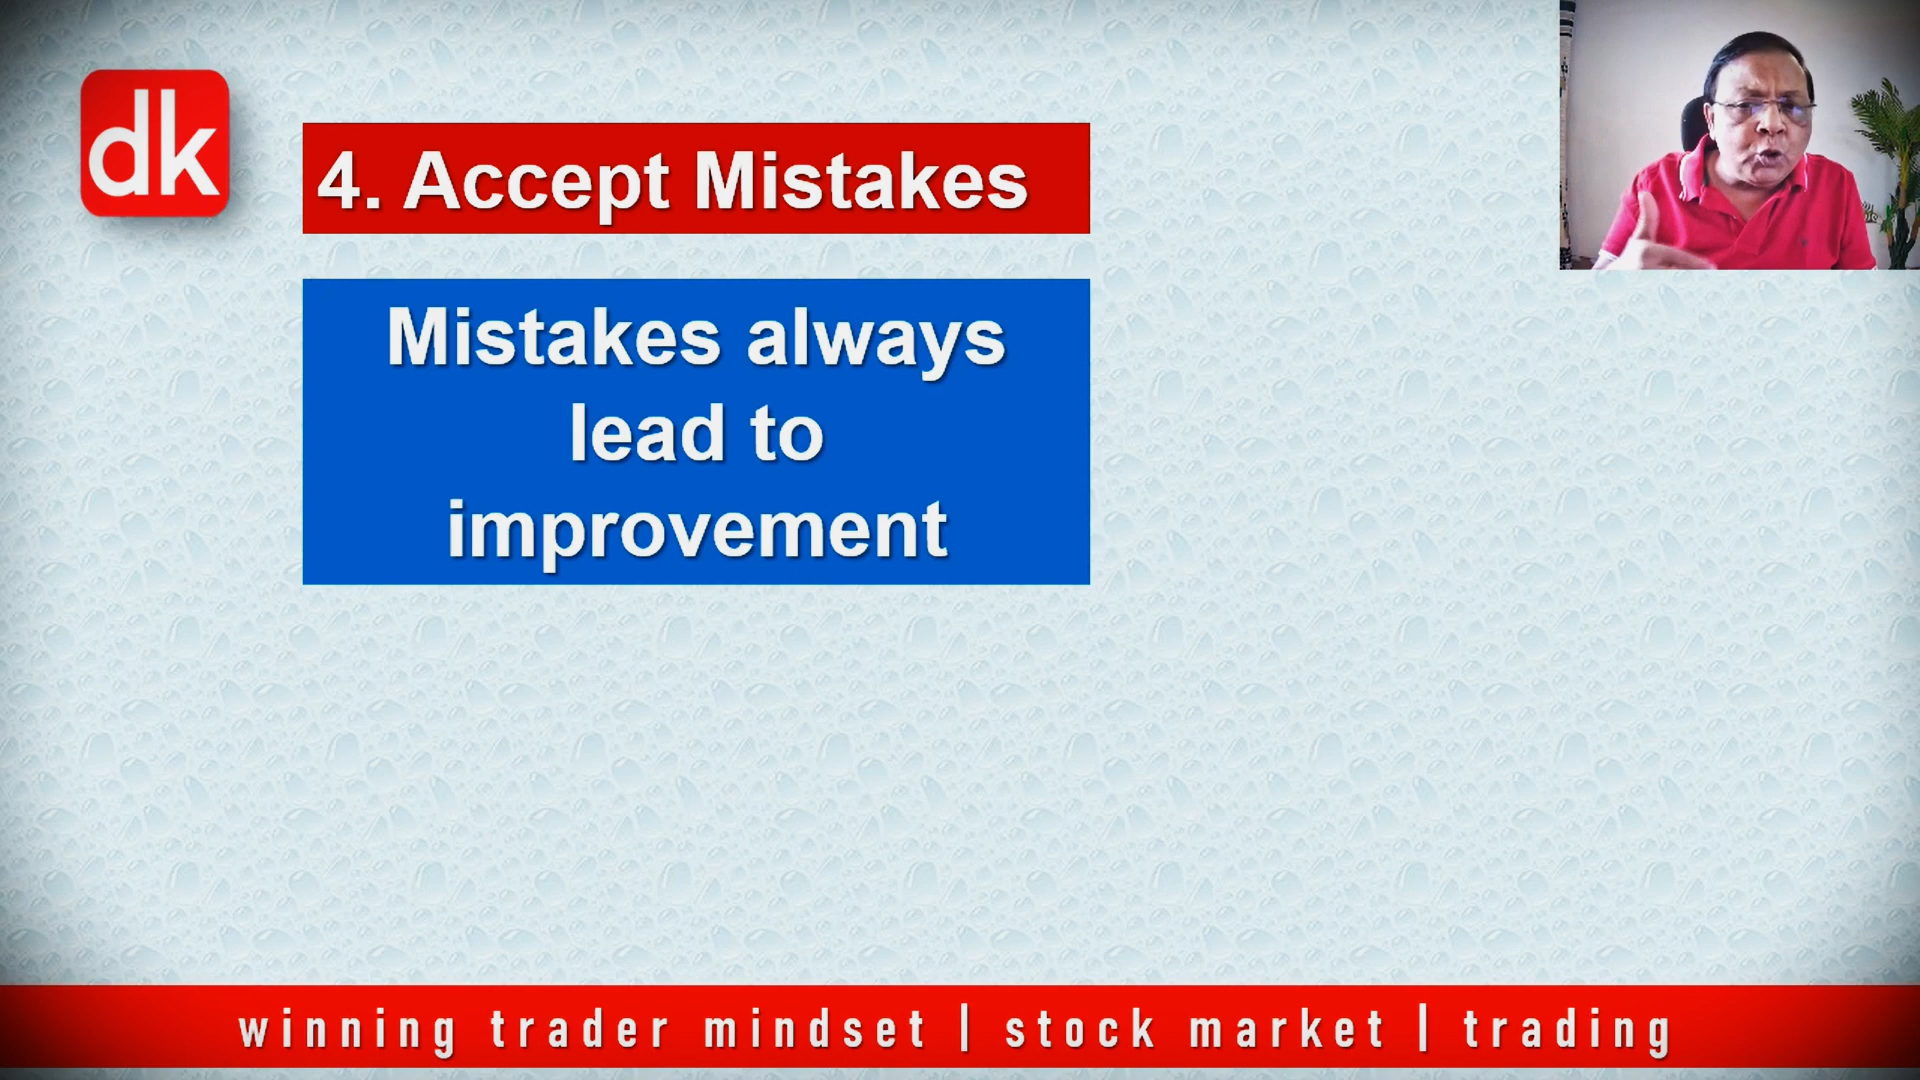 dk
4. Accept Mistakes
Mistakes always
lead to
improvement
winning trader mindset | stock market | trading